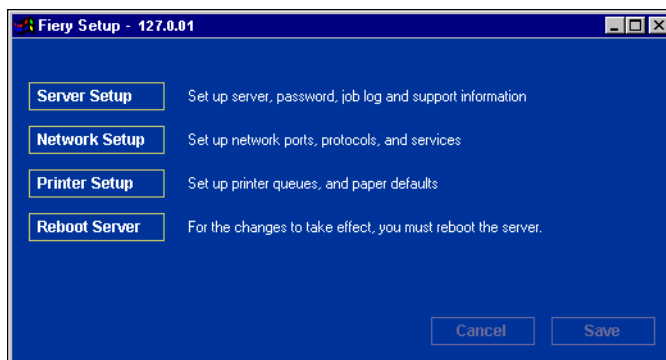 Fiery Setup - 127.0.01
Server Setup Set up server, password, job log and support information
Network Setup Set up network ports, protocols, and services
Printer Setup Set up printer queues, and paper defaults
Reboot Server For the changes to take effect, you must reboot the server.
Cancel Save